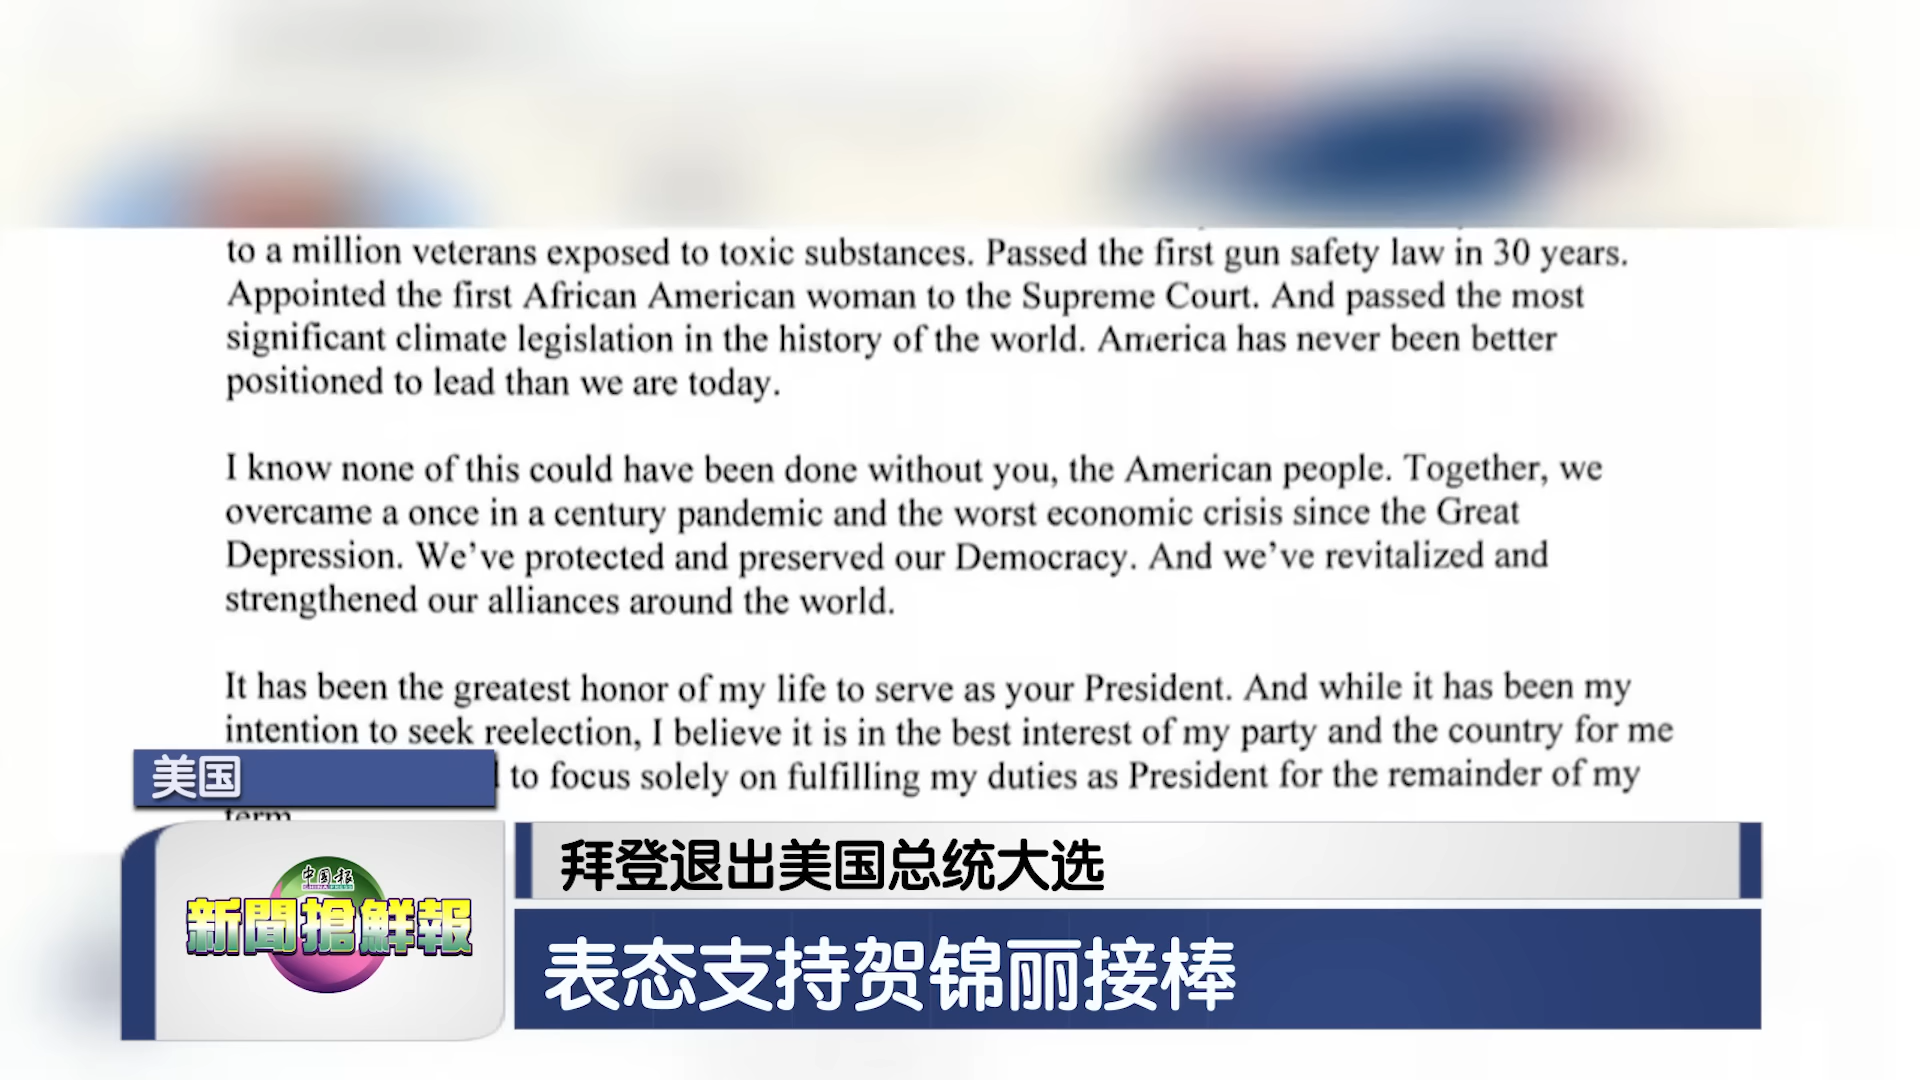 to a million veterans exposed to toxic substances. Passed the first gun safety law in 30 years.
Appointed the first African American woman to the Supreme Court. And passed the most
significant climate legislation in the history of the world. America has never been better
positioned to lead than we are today.
I know none of this could have been done without you, the American people. Together, we
overcame a once in a century pandemic and the worst economic crisis since the Great
Depression. We’ve protected and preserved our Democracy. And we’ve revitalized and
strengthened our alliances around the world.
It has been the greatest honor of my life to serve as your President. And while it has been my
intention to seek reelection, I believe it is in the best interest of my party and the country for me
to focus solely on fulfilling my duties as President for the remainder of my
term
美国
中国報
CHINA PRESS
新聞搶鮮報
拜登退出美国总统大选
表态支持贺锦丽接棒